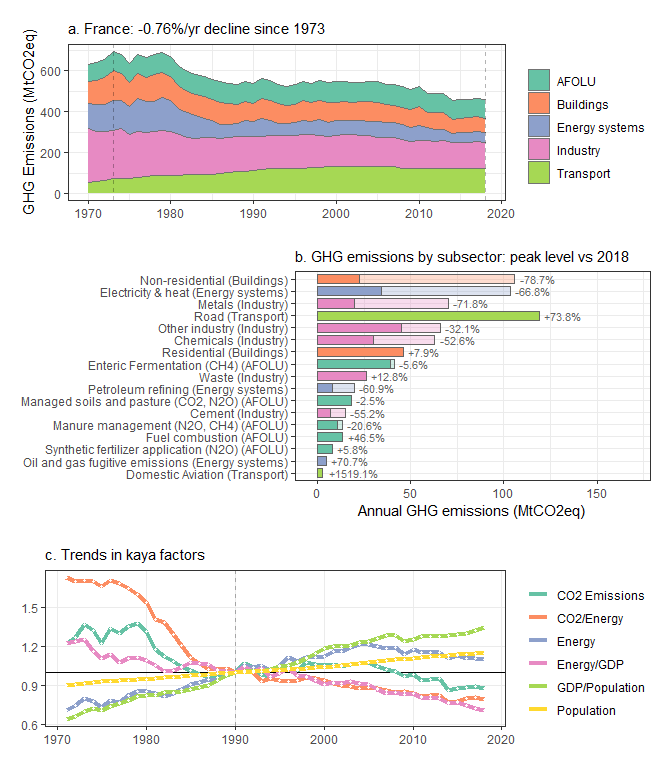 a. France: -0.76%/yr decline since 1973
GHG Emissions (MtCO2eq)
600
400
200
0
1970 1980 1990 2000 2010 2020
AFOLU
Buildings
Energy systems
Industry
Transport
b. GHG emissions by subsector: peak level vs 2018
Non-residential (Buildings) -78.7%
Electricity & heat (Energy systems) -66.8%
Metals (Industry) -71.8%
Road (Transport) +73.8%
Other industry (Industry) -32.1%
Chemicals (Industry) -52.6%
Residential (Buildings) +7.9%
Enteric Fermentation (CH4) (AFOLU) -5.6%
Waste (Industry) +12.8%
Petroleum refining (Energy systems) -60.9%
Managed soils and pasture (CO2, N2O) (AFOLU) -2.5%
Cement (Industry) -55.2%
Manure management (N2O, CH4) (AFOLU) -20.6%
Fuel combustion (AFOLU) +46.5%
Synthetic fertilizer application (N2O) (AFOLU) +5.8%
Oil and gas fugitive emissions (Energy systems) +70.7%
Domestic Aviation (Transport) +1519.1%
0 50 100 150
Annual GHG emissions (MtCO2eq)
c. Trends in kaya factors
1.5
1.2
0.9
0.6
1970 1980 1990 2000 2010 2020
CO2 Emissions
CO2/Energy
Energy
Energy/GDP
GDP/Population
Population